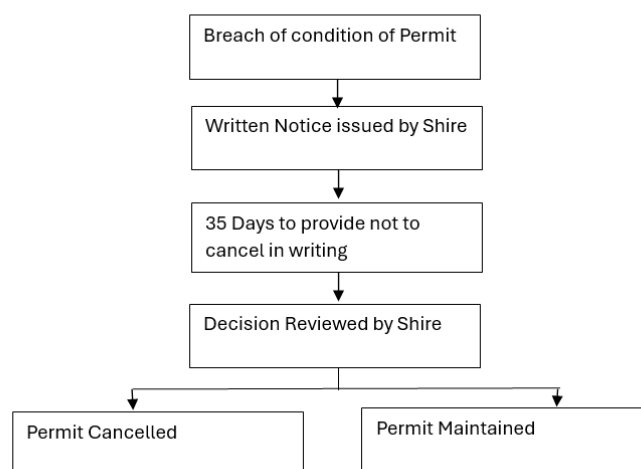 Breach of condition of Permit
Written Notice issued by Shire
35 Days to provide not to
cancel in writing
Decision Reviewed by Shire
Permit Cancelled
Permit Maintained